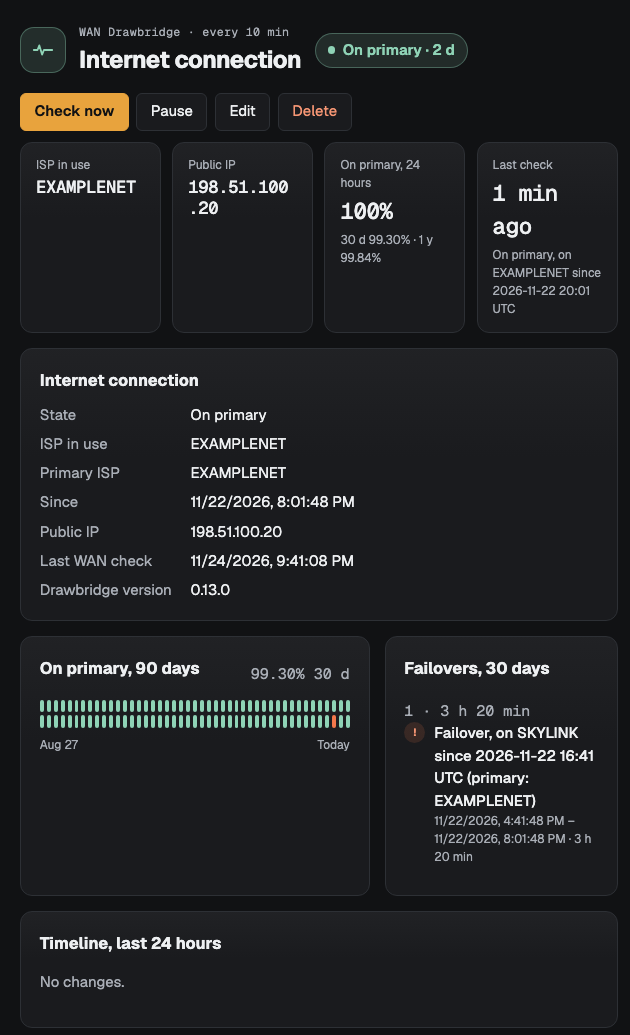 WAN Drawbridge · every 10 min
Internet connection
On primary · 2 d
Check now
Pause
Edit
Delete
ISP in use
EXAMPLENET
Public IP
198.51.100
.20
On primary, 24
hours
100%
30 d 99.30% · 1 y
99.84%
Last check
1 min
ago
On primary, on
EXAMPLENET since
2026-11-22 20:01
UTC
Internet connection
State On primary
ISP in use EXAMPLENET
Primary ISP EXAMPLENET
Since 11/22/2026, 8:01:48 PM
Public IP 198.51.100.20
Last WAN check 11/24/2026, 9:41:08 PM
Drawbridge version 0.13.0
On primary, 90 days
99.30% 30 d
Aug 27
Today
Failovers, 30 days
1 · 3 h 20 min
!
Failover, on SKYLINK
since 2026-11-22 16:41
UTC (primary:
EXAMPLENET)
11/22/2026, 4:41:48 PM –
11/22/2026, 8:01:48 PM · 3 h
20 min
Timeline, last 24 hours
No changes.